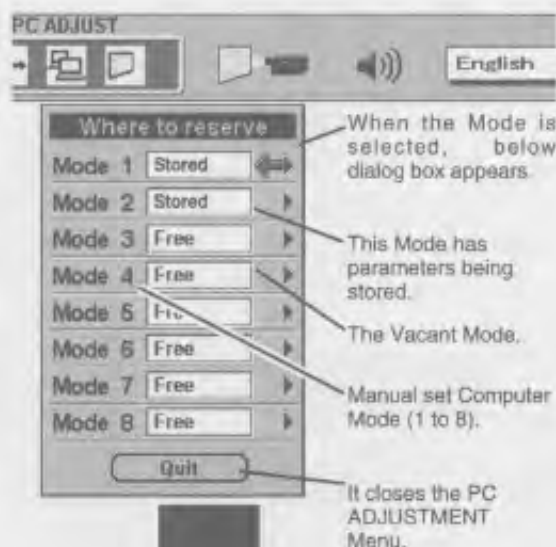 PC ADJUST
English
Where to reserve
Mode 1 Stored
Mode 2 Stored
Mode 3 Free
Mode 4 Free
Mode 5
Mode 6 Free
Mode 7 Free
Mode 8 Free
Quit
When the Mode is
selected, below
dialog box appears.
This Mode has
parameters being
stored.
The Vacant Mode.
Manual set Computer
Mode (1 to 8).
It closes the PC
ADJUSTMENT
Menu.